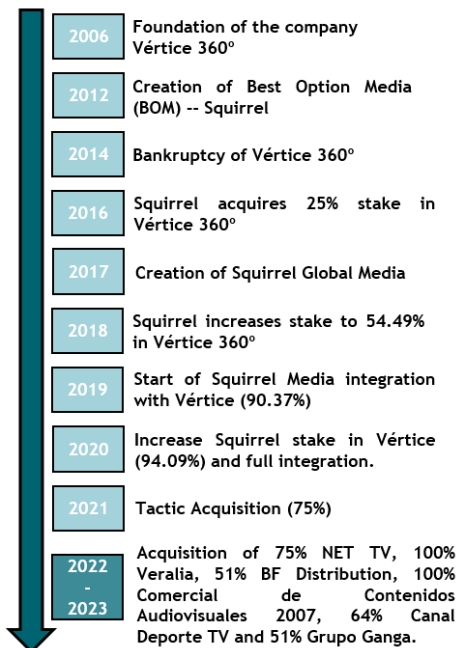 2006
Foundation of the company
Vértice 360º
2012
Creation of Best Option Media
(BOM) -- Squirrel
2014
Bankruptcy of Vértice 360º
2016
Squirrel acquires 25% stake in
Vértice 360º
2017
Creation of Squirrel Global Media
2018
Squirrel increases stake to 54.49%
in Vértice 360º
2019
Start of Squirrel Media integration
with Vértice (90.37%)
2020
Increase Squirrel stake in Vértice
(94.09%) and full integration.
2021
Tactic Acquisition (75%)
2022
-
2023
Acquisition of 75% NET TV, 100%
Veralia, 51% BF Distribution, 100%
Comercial de Contenidos
Audiovisuales 2007, 64% Canal
Deporte TV and 51% Grupo Ganga.